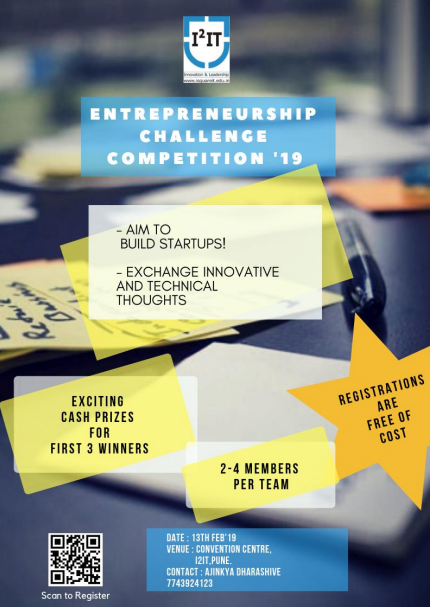 I²IT
Innovation & Leadership
www.isquareit.edu.in
ENTREPRENEURSHIP
CHALLENGE
COMPETITION '19
- AIM TO
BUILD STARTUPS!
- EXCHANGE INNOVATIVE
AND TECHNICAL
THOUGHTS
Reduce
EXCITING
CASH PRIZES
FOR
FIRST 3 WINNERS
REGISTRATIONS
ARE
FREE OF
COST
2-4 MEMBERS
PER TEAM
DATE : 13TH FEB'19
VENUE : CONVENTION CENTRE,
I2IT,PUNE.
CONTACT : AJINKYA DHARASHIVE
7743924123
Scan to Register